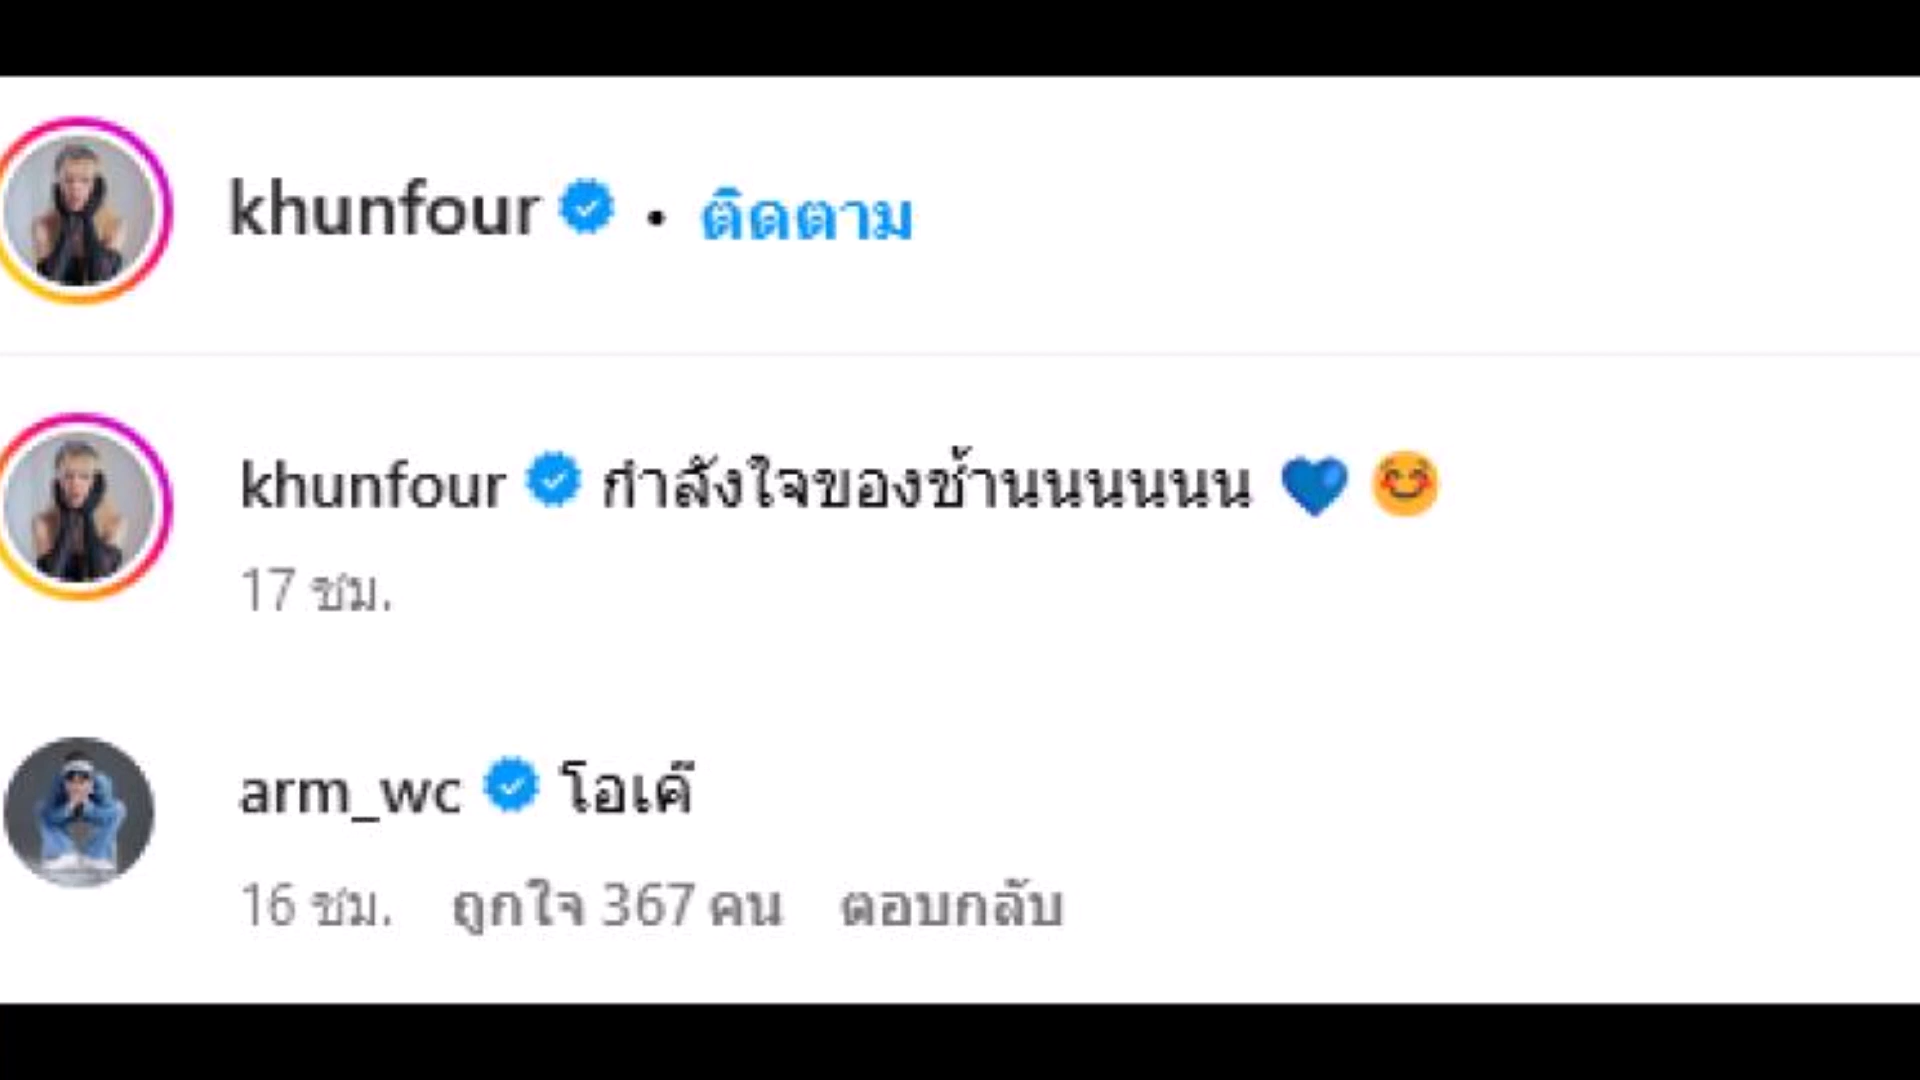 khunfour • ติดตาม
khunfour กำลังใจของช้านนนนนน 💙 😊
17 ชม.
arm_wc โอเค๊
16 ชม. ถูกใจ 367 คน ตอบกลับ